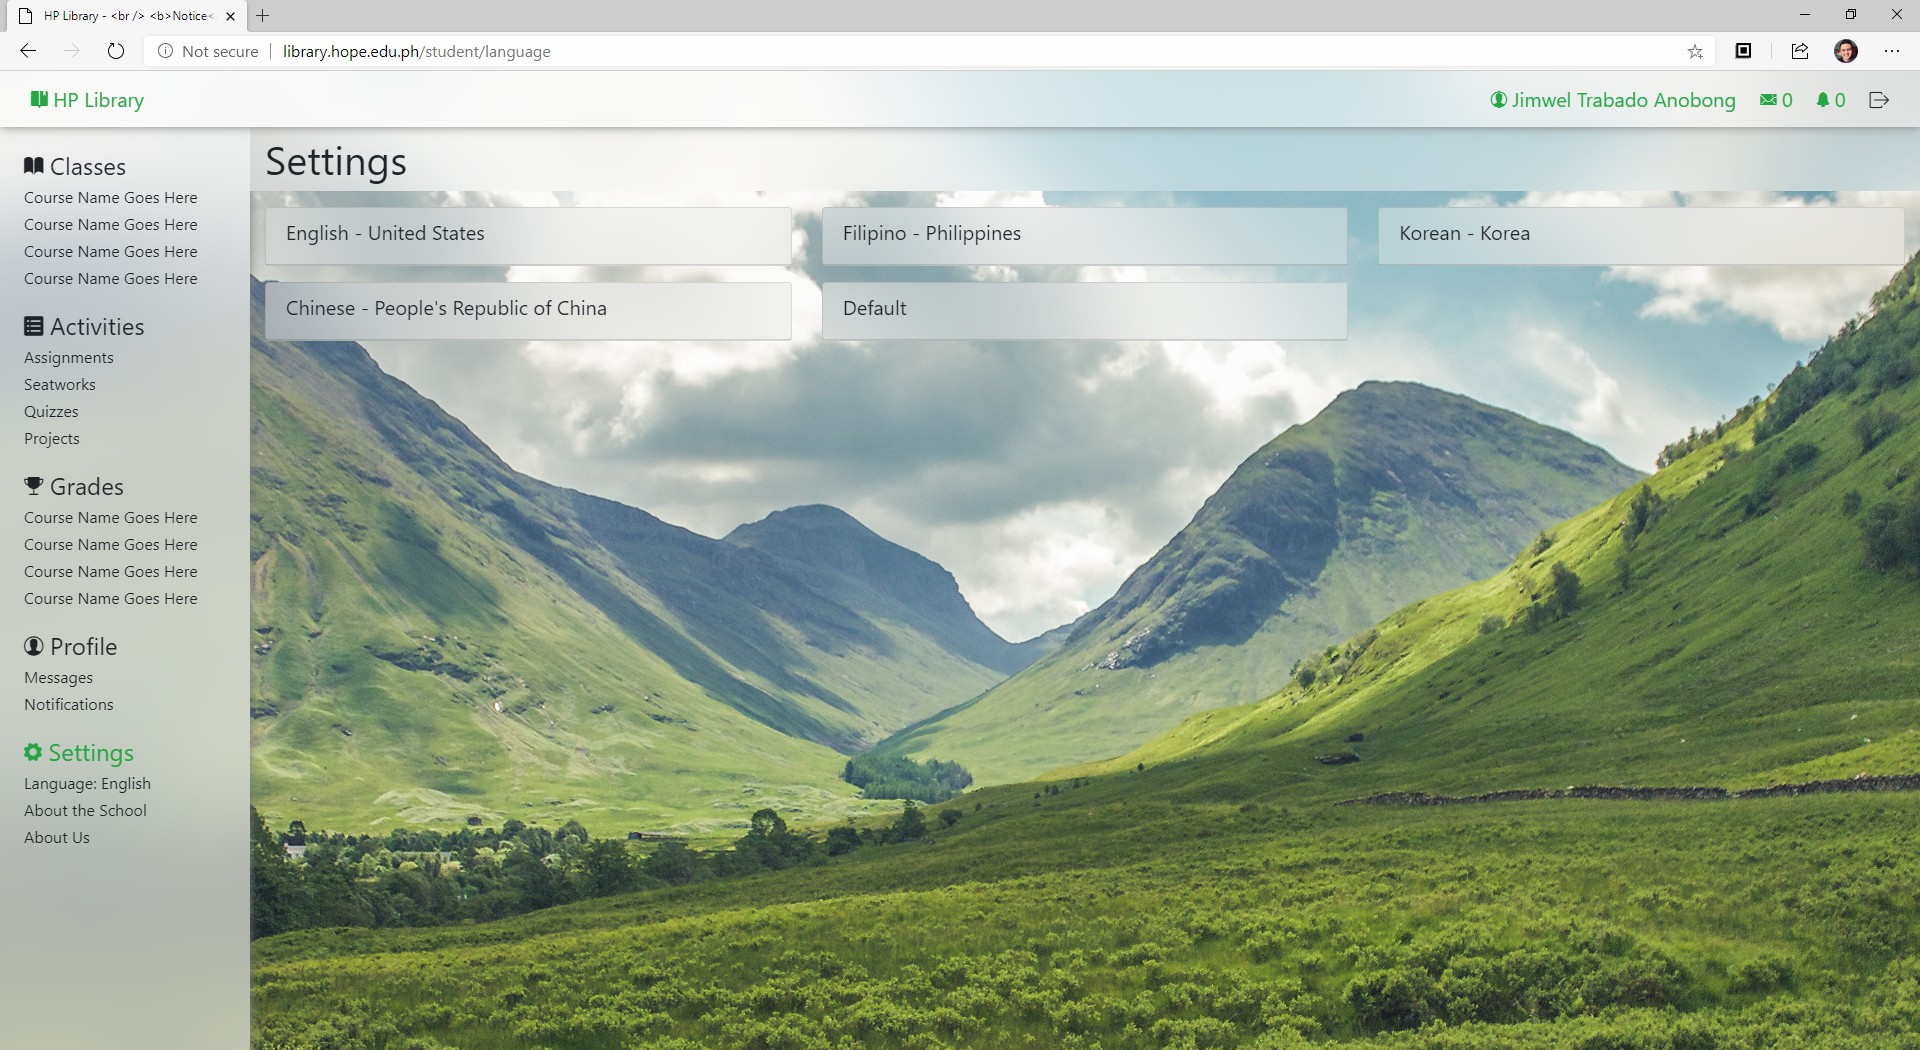 HP Library - <br /> <b>Notice<
Not secure
library.hope.edu.ph/student/language
HP Library
Jimwel Trabado Anobong
0
0
Classes
Course Name Goes Here
Course Name Goes Here
Course Name Goes Here
Course Name Goes Here
Activities
Assignments
Seatworks
Quizzes
Projects
Grades
Course Name Goes Here
Course Name Goes Here
Course Name Goes Here
Course Name Goes Here
Profile
Messages
Notifications
Settings
Language: English
About the School
About Us
Settings
English - United States
Filipino - Philippines
Korean - Korea
Chinese - People's Republic of China
Default